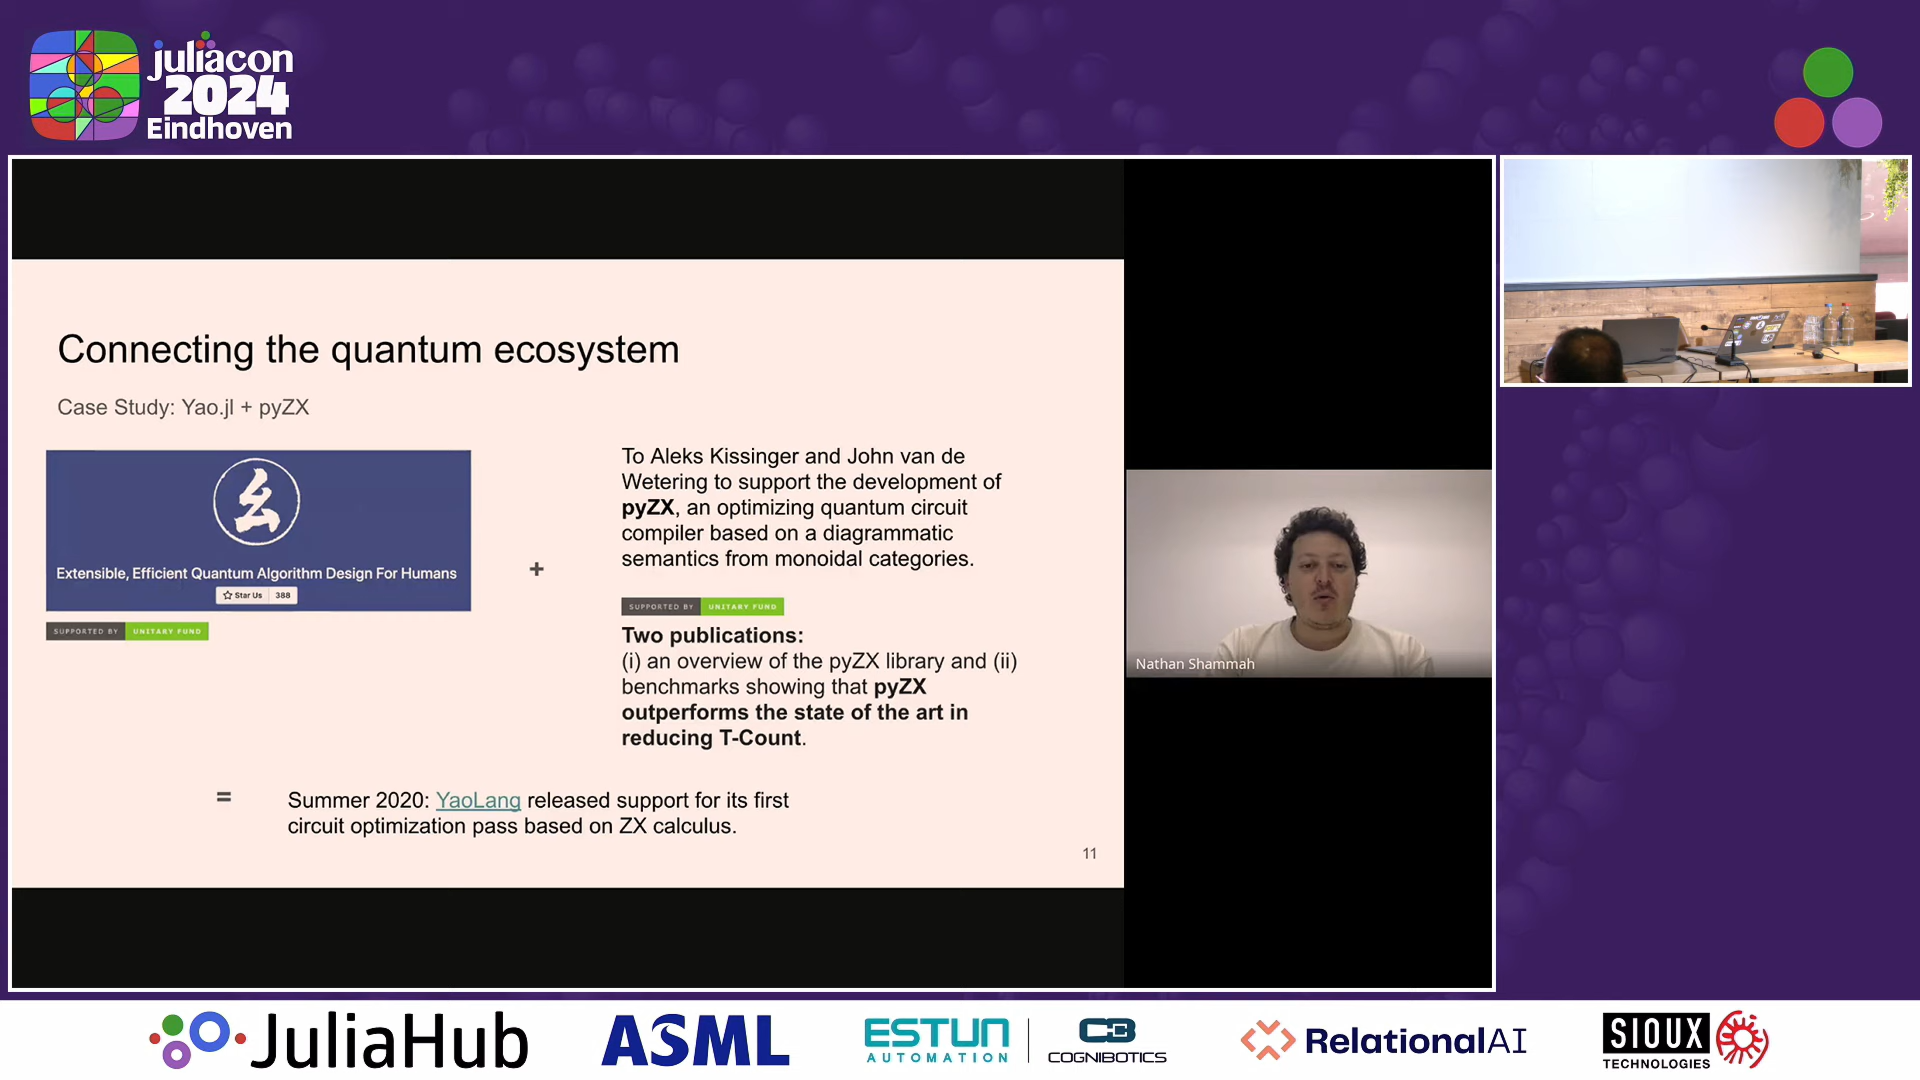 juliacon
2024
Eindhoven
Connecting the quantum ecosystem
Case Study: Yao.jl + pyZX
幺
Extensible, Efficient Quantum Algorithm Design For Humans
Star Us 388
SUPPORTED BY UNITARY FUND
+
To Aleks Kissinger and John van de
Wetering to support the development of
pyZX, an optimizing quantum circuit
compiler based on a diagrammatic
semantics from monoidal categories.
SUPPORTED BY UNITARY FUND
Two publications:
(i) an overview of the pyZX library and (ii)
benchmarks showing that pyZX
outperforms the state of the art in
reducing T-Count.
=
Summer 2020: YaoLang released support for its first
circuit optimization pass based on ZX calculus.
11
Nathan Shammah
JuliaHub
ASML
ESTUN
AUTOMATION
COGNIBOTICS
RelationalAI
SIOUX
TECHNOLOGIES